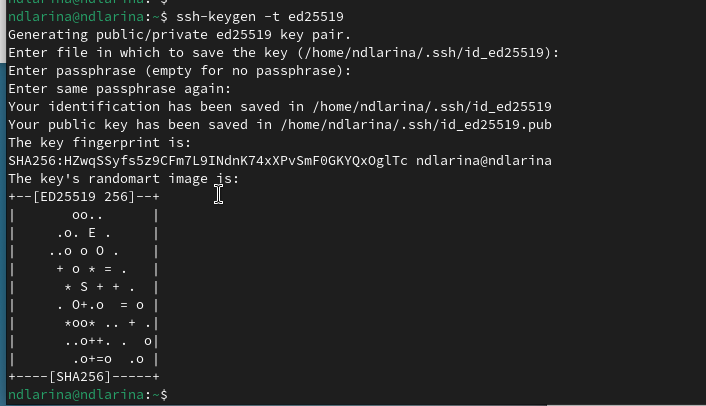 ndlarina@ndlarina:~$ ssh-keygen -t ed25519
Generating public/private ed25519 key pair.
Enter file in which to save the key (/home/ndlarina/.ssh/id_ed25519):
Enter passphrase (empty for no passphrase):
Enter same passphrase again:
Your identification has been saved in /home/ndlarina/.ssh/id_ed25519
Your public key has been saved in /home/ndlarina/.ssh/id_ed25519.pub
The key fingerprint is:
SHA256:HZwqSSyfs5z9CFm7L9INdnK74xXPvSmF0GKYQxOglTc ndlarina@ndlarina
The key's randomart image is:
+--[ED25519 256]--+
|       oo..      |
|     .o. E .     |
|    ..o o O .    |
|     + o * = .   |
|      * S + + .  |
|     . O+.o  = o |
|      *oo* .. + .|
|      ..o++. .  o|
|       .o+=o  .o |
+----[SHA256]-----+
ndlarina@ndlarina:~$